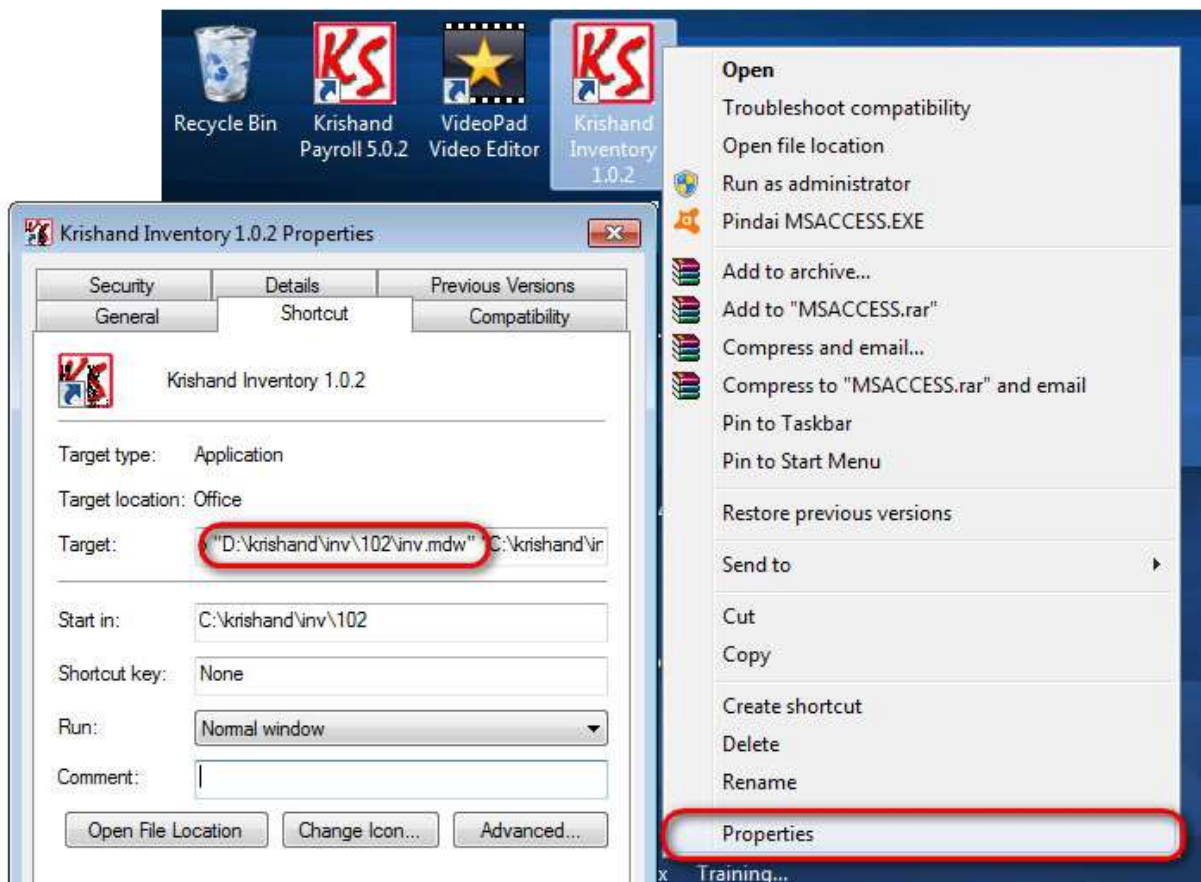 Recycle Bin
Krishand
Payroll 5.0.2
VideoPad
Video Editor
Krishand
Inventory
1.0.2
Open
Troubleshoot compatibility
Open file location
Run as administrator
Pindai MSACCESS.EXE
Add to archive...
Add to "MSACCESS.rar"
Compress and email...
Compress to "MSACCESS.rar" and email
Pin to Taskbar
Pin to Start Menu
Restore previous versions
Send to
Cut
Copy
Create shortcut
Delete
Rename
Properties
Krishand Inventory 1.0.2 Properties
Security Details Previous Versions
General Shortcut Compatibility
Krishand Inventory 1.0.2
Target type: Application
Target location: Office
Target: "D:\krishand\inv\102\inv.mdw" "C:\krishand\in
Start in: C:\krishand\inv\102
Shortcut key: None
Run: Normal window
Comment:
Open File Location Change Icon... Advanced...
x Training...